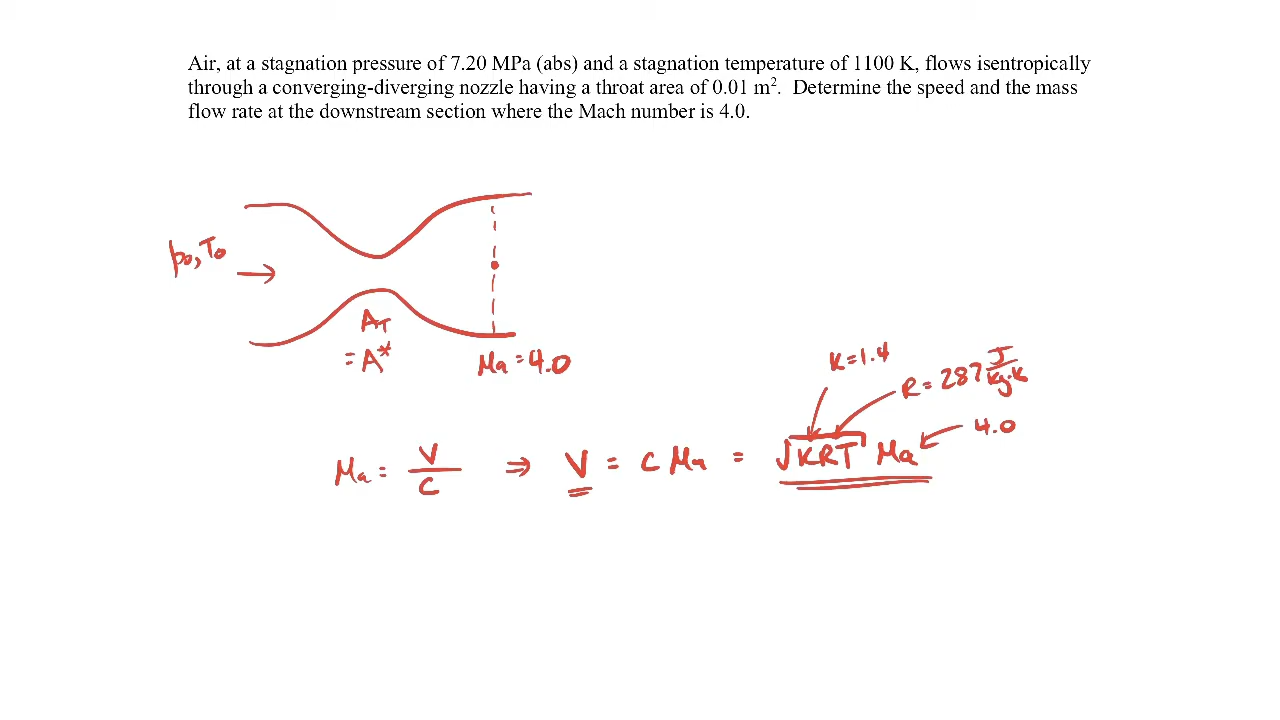 Air, at a stagnation pressure of 7.20 MPa (abs) and a stagnation temperature of 1100 K, flows isentropically
through a converging-diverging nozzle having a throat area of 0.01 m². Determine the speed and the mass
flow rate at the downstream section where the Mach number is 4.0.
p₀, T₀ →
A_T
= A*
Ma = 4.0
K = 1.4
R = 287 J/kg·K
4.0
Ma = V/C ⇒ V = C Ma = √KRT Ma